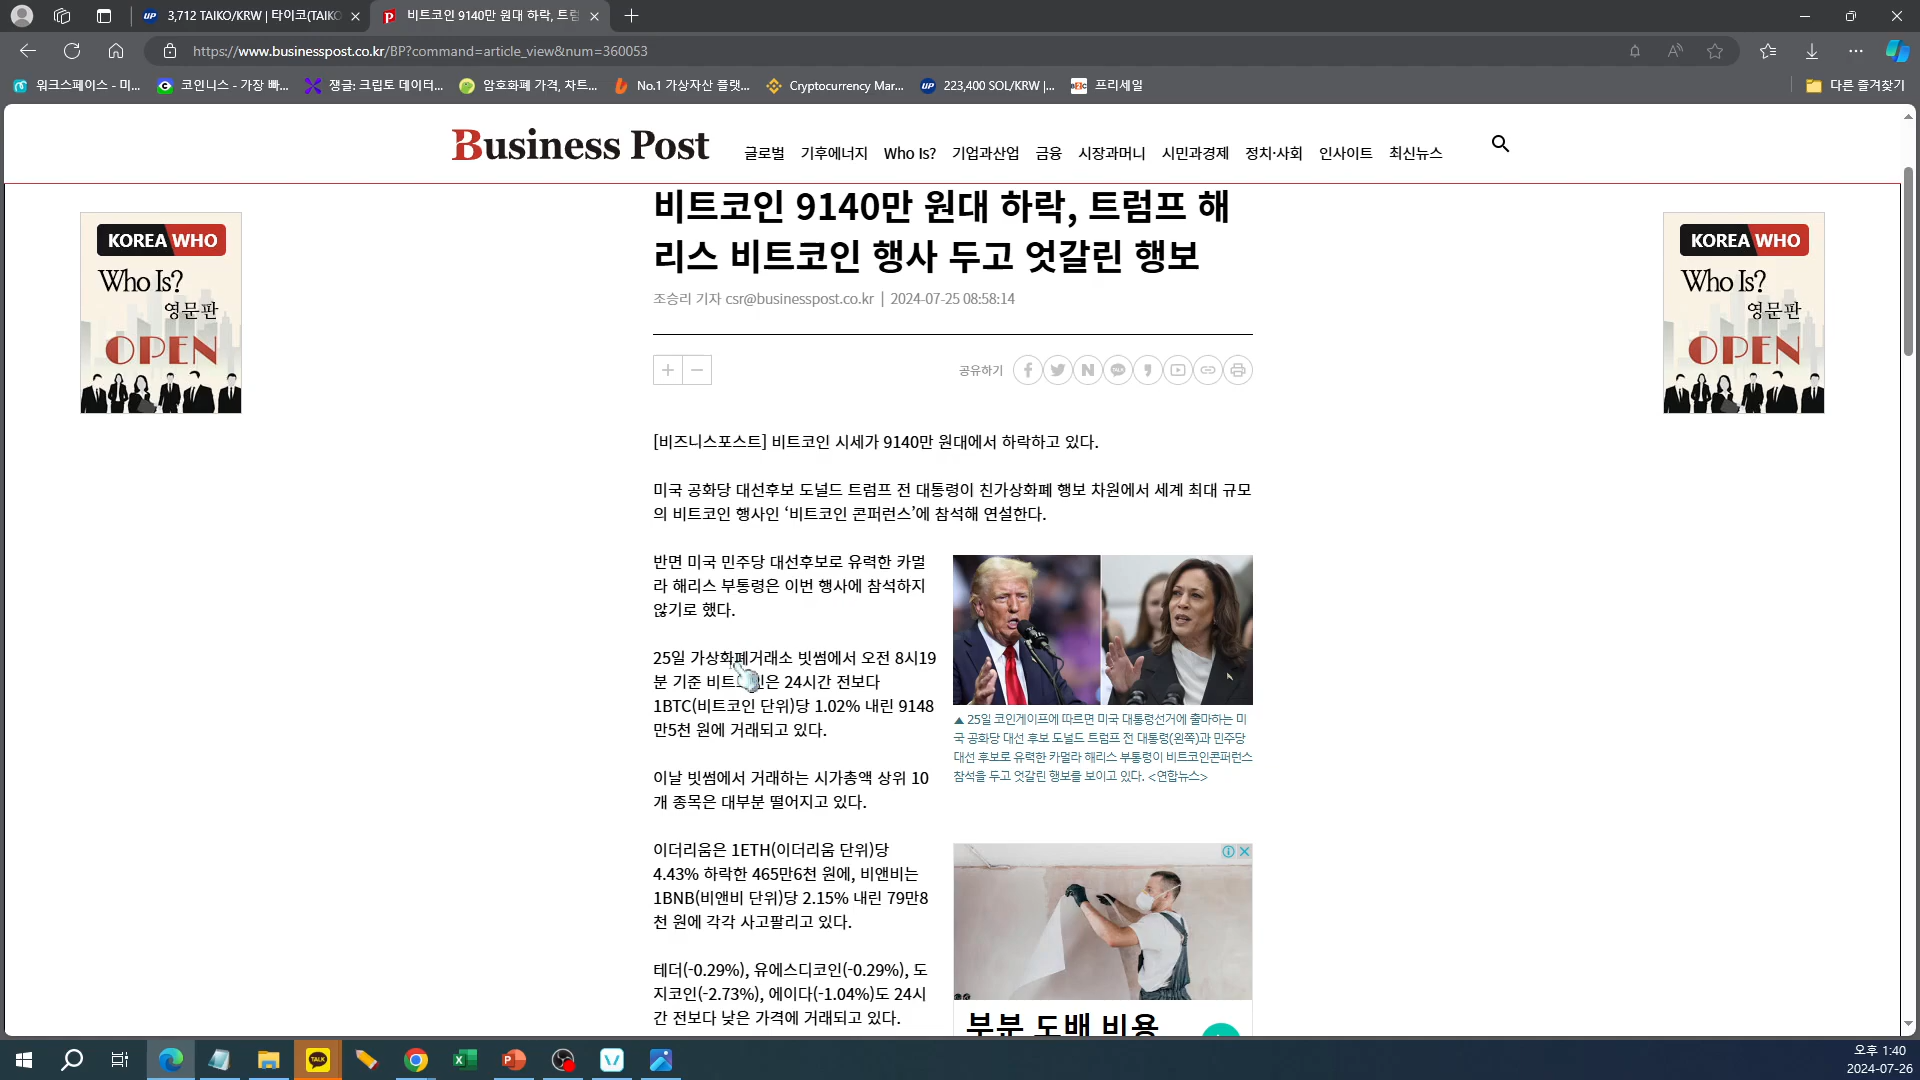 3,712 TAIKO/KRW | 타이코(TAIKO
비트코인 9140만 원대 하락, 트럼
https://www.businesspost.co.kr/BP?command=article_view&num=360053
워크스페이스 - 미...
코인니스 - 가장 빠...
쟁글: 크립토 데이터...
암호화폐 가격, 차트...
No.1 가상자산 플랫...
Cryptocurrency Mar...
223,400 SOL/KRW |...
프리세일
다른 즐겨찾기
Business Post
글로벌 기후에너지 Who Is? 기업과산업 금융 시장과머니 시민과경제 정치·사회 인사이트 최신뉴스
비트코인 9140만 원대 하락, 트럼프 해
리스 비트코인 행사 두고 엇갈린 행보
조승리 기자 csr@businesspost.co.kr | 2024-07-25 08:58:14
공유하기
KOREA WHO
Who Is?
영문판
OPEN
KOREA WHO
Who Is?
영문판
OPEN
[비즈니스포스트] 비트코인 시세가 9140만 원대에서 하락하고 있다.
미국 공화당 대선후보 도널드 트럼프 전 대통령이 친가상화폐 행보 차원에서 세계 최대 규모
의 비트코인 행사인 ‘비트코인 콘퍼런스’에 참석해 연설한다.
반면 미국 민주당 대선후보로 유력한 카멀
라 해리스 부통령은 이번 행사에 참석하지
않기로 했다.
25일 가상화폐거래소 빗썸에서 오전 8시19
분 기준 비트코인은 24시간 전보다
1BTC(비트코인 단위)당 1.02% 내린 9148
만5천 원에 거래되고 있다.
이날 빗썸에서 거래하는 시가총액 상위 10
개 종목은 대부분 떨어지고 있다.
이더리움은 1ETH(이더리움 단위)당
4.43% 하락한 465만6천 원에, 비앤비는
1BNB(비앤비 단위)당 2.15% 내린 79만8
천 원에 각각 사고팔리고 있다.
테더(-0.29%), 유에스디코인(-0.29%), 도
지코인(-2.73%), 에이다(-1.04%)도 24시
간 전보다 낮은 가격에 거래되고 있다.
▲ 25일 코인게이프에 따르면 미국 대통령선거에 출마하는 미
국 공화당 대선 후보 도널드 트럼프 전 대통령(왼쪽)과 민주당
대선 후보로 유력한 카멀라 해리스 부통령이 비트코인콘퍼런스
참석을 두고 엇갈린 행보를 보이고 있다. <연합뉴스>
부분 도배 비용
TALK
오후 1:40
2024-07-26